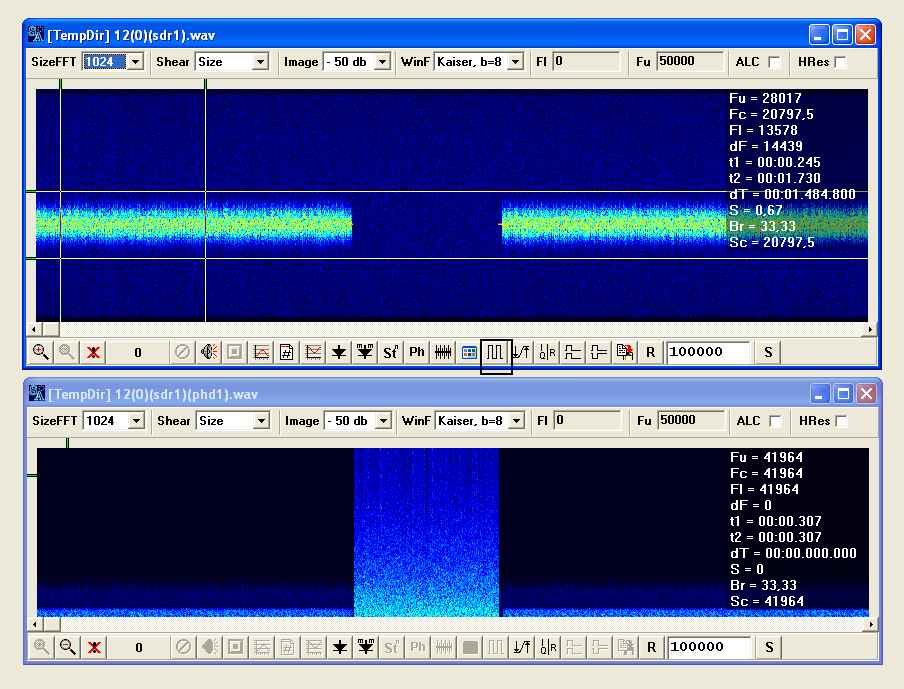 [TempDir] 12(0)(sdr1).wav
SizeFFT 1024 Shear Size Image - 50 db WinF Kaiser, b=8 Fl 0 Fu 50000 ALC HRes
Fu = 28017
Fc = 20797,5
Fl = 13578
dF = 14439
t1 = 00:00.245
t2 = 00:01.730
dT = 00:01.484.800
S = 0,67
Br = 33,33
Sc = 20797,5
0 # St Ph R 100000 S
[TempDir] 12(0)(sdr1)(phd1).wav
SizeFFT 1024 Shear Size Image - 50 db WinF Kaiser, b=8 Fl 0 Fu 50000 ALC HRes
Fu = 41964
Fc = 41964
Fl = 41964
dF = 0
t1 = 00:00.307
t2 = 00:00.307
dT = 00:00.000.000
S = 0
Br = 33,33
Sc = 41964
0 # St Ph R 100000 S